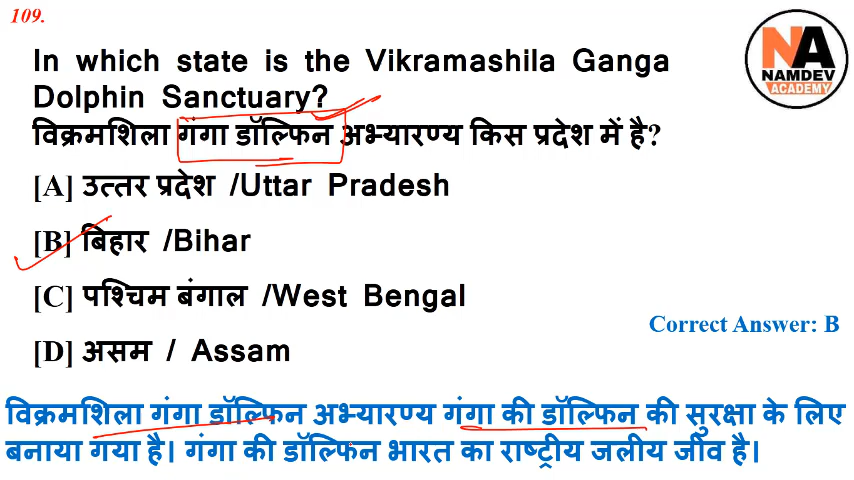 109.
NA
NAMDEV
ACADEMY
In which state is the Vikramashila Ganga
Dolphin Sanctuary?
विक्रमशिला गंगा डॉल्फिन अभ्यारण्य किस प्रदेश में है?
[A] उत्तर प्रदेश /Uttar Pradesh
[B] बिहार /Bihar
[C] पश्चिम बंगाल /West Bengal
[D] असम / Assam
Correct Answer: B
विक्रमशिला गंगा डॉल्फिन अभ्यारण्य गंगा की डॉल्फिन की सुरक्षा के लिए
बनाया गया है। गंगा की डॉल्फिन भारत का राष्ट्रीय जलीय जीव है।